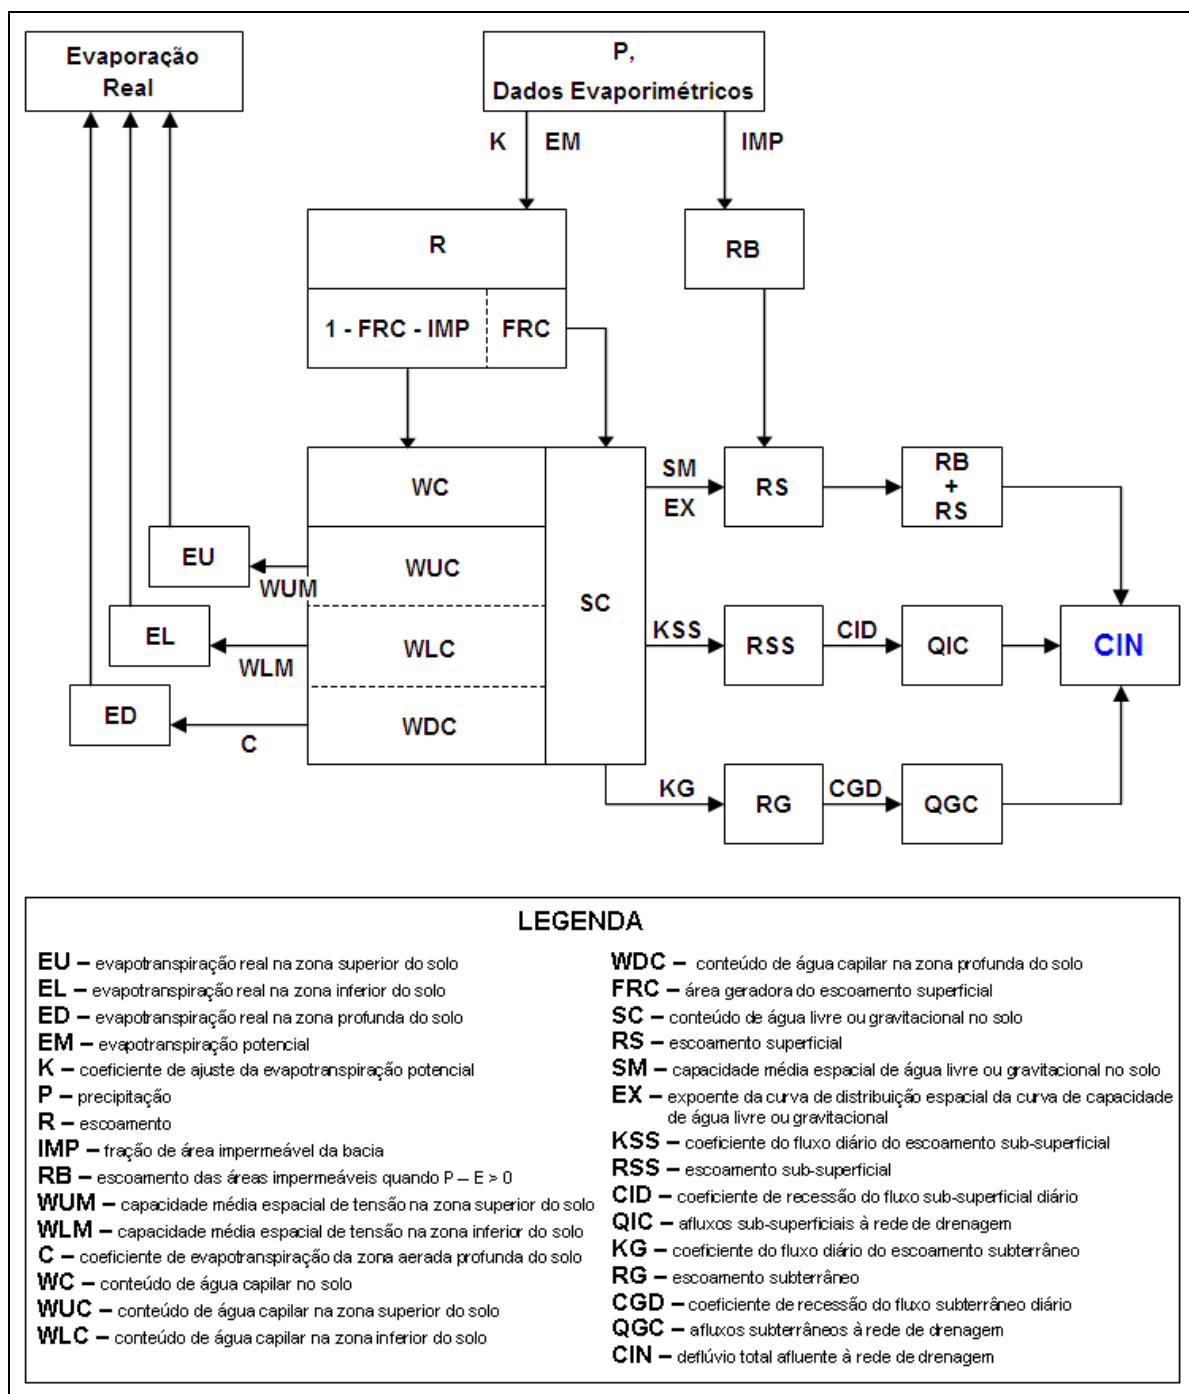 Evaporação
Real
P,
Dados Evaporimétricos
K
EM
IMP
R
RB
1 - FRC - IMP
FRC
WC
SM
EX
RS
RB
+
RS
EU
WUM
WUC
SC
EL
WLM
WLC
KSS
RSS
CID
QIC
CIN
ED
C
WDC
KG
RG
CGD
QGC
LEGENDA
EU – evapotranspiração real na zona superior do solo
EL – evapotranspiração real na zona inferior do solo
ED – evapotranspiração real na zona profunda do solo
EM – evapotranspiração potencial
K – coeficiente de ajuste da evapotranspiração potencial
P – precipitação
R – escoamento
IMP – fração de área impermeável da bacia
RB – escoamento das áreas impermeáveis quando P – E > 0
WUM – capacidade média espacial de tensão na zona superior do solo
WLM – capacidade média espacial de tensão na zona inferior do solo
C – coeficiente de evapotranspiração da zona aerada profunda do solo
WC – conteúdo de água capilar no solo
WUC – conteúdo de água capilar na zona superior do solo
WLC – conteúdo de água capilar na zona inferior do solo
WDC – conteúdo de água capilar na zona profunda do solo
FRC – área geradora do escoamento superficial
SC – conteúdo de água livre ou gravitacional no solo
RS – escoamento superficial
SM – capacidade média espacial de água livre ou gravitacional no solo
EX – expoente da curva de distribuição espacial da curva de capacidade
de água livre ou gravitacional
KSS – coeficiente do fluxo diário do escoamento sub-superficial
RSS – escoamento sub-superficial
CID – coeficiente de recessão do fluxo sub-superficial diário
QIC – afluxos sub-superficiais à rede de drenagem
KG – coeficiente do fluxo diário do escoamento subterrâneo
RG – escoamento subterrâneo
CGD – coeficiente de recessão do fluxo subterrâneo diário
QGC – afluxos subterrâneos à rede de drenagem
CIN – deflúvio total afluente à rede de drenagem